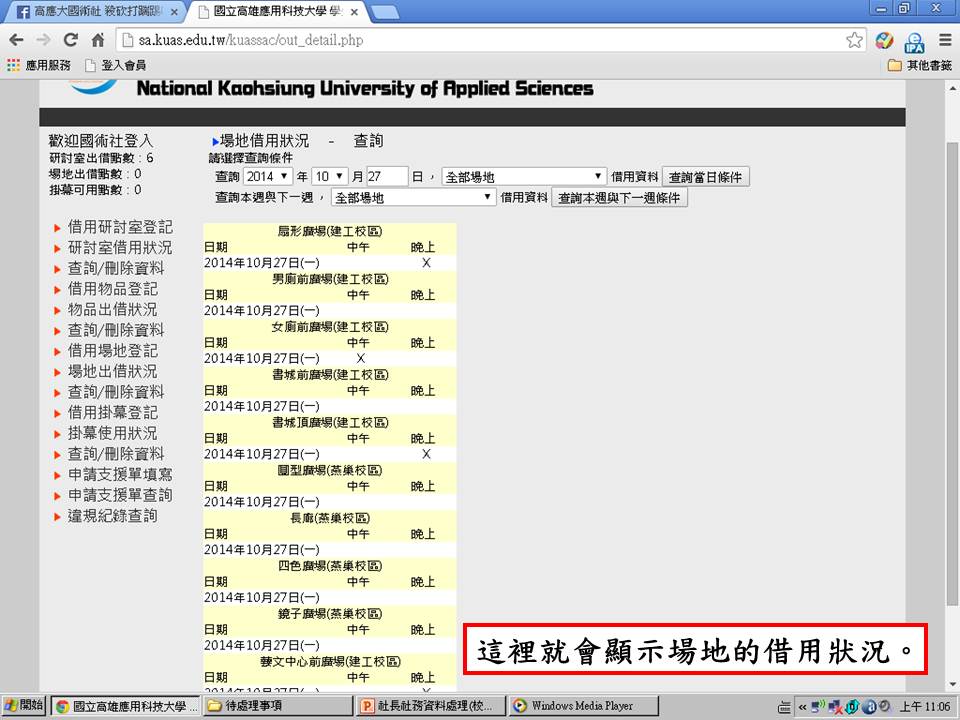 高應大國術社 殺砍打踹跟
國立高雄應用科技大學 學
sa.kuas.edu.tw/kuassac/out_detail.php
應用服務 登入會員 其他書籤
National Kaohsiung University of Applied Sciences
歡迎國術社登入
研討室出借點數：6
場地出借點數：0
掛幕可用點數：0
借用研討室登記
研討室借用狀況
查詢/刪除資料
借用物品登記
物品出借狀況
查詢/刪除資料
借用場地登記
場地出借狀況
查詢/刪除資料
借用掛幕登記
掛幕使用狀況
查詢/刪除資料
申請支援單填寫
申請支援單查詢
違規紀錄查詢
場地借用狀況 - 查詢
請選擇查詢條件
查詢 2014 年 10 月 27 日， 全部場地 借用資料 查詢當日條件
查詢本週與下一週， 全部場地 借用資料 查詢本週與下一週條件
扇形廣場(建工校區)
日期 中午 晚上
2014年10月27日(一) X
男廁前廣場(建工校區)
日期 中午 晚上
2014年10月27日(一)
女廁前廣場(建工校區)
日期 中午 晚上
2014年10月27日(一) X
書城前廣場(建工校區)
日期 中午 晚上
2014年10月27日(一)
書城頂廣場(建工校區)
日期 中午 晚上
2014年10月27日(一) X
圓型廣場(燕巢校區)
日期 中午 晚上
2014年10月27日(一)
長廊(燕巢校區)
日期 中午 晚上
2014年10月27日(一)
四色廣場(燕巢校區)
日期 中午 晚上
2014年10月27日(一)
鏡子廣場(燕巢校區)
日期 中午 晚上
2014年10月27日(一)
藝文中心前廣場(建工校區)
日期 中午 晚上
2014年10月27日(一) X
這裡就會顯示場地的借用狀況。
開始 國立高雄應用科技大學 ... 待處理事項 社長社務資料處理(校... Windows Media Player 上午 11:06